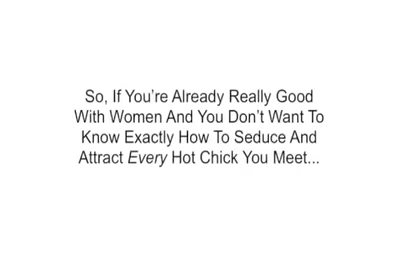 So, If You're Already Really Good
With Women And You Don't Want To
Know Exactly How To Seduce And
Attract Every Hot Chick You Meet...